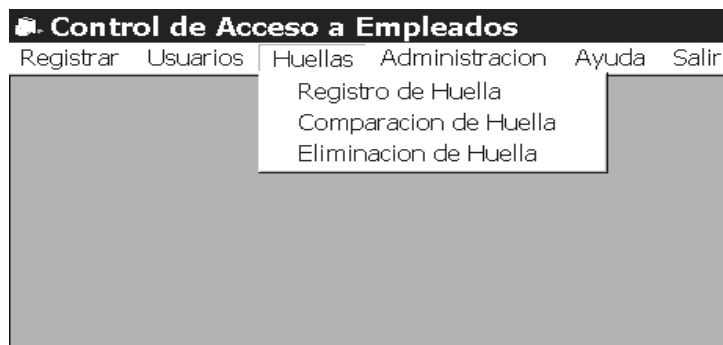 Control de Acceso a Empleados
Registrar Usuarios Huellas Administracion Ayuda Salir
Registro de Huella
Comparacion de Huella
Eliminacion de Huella